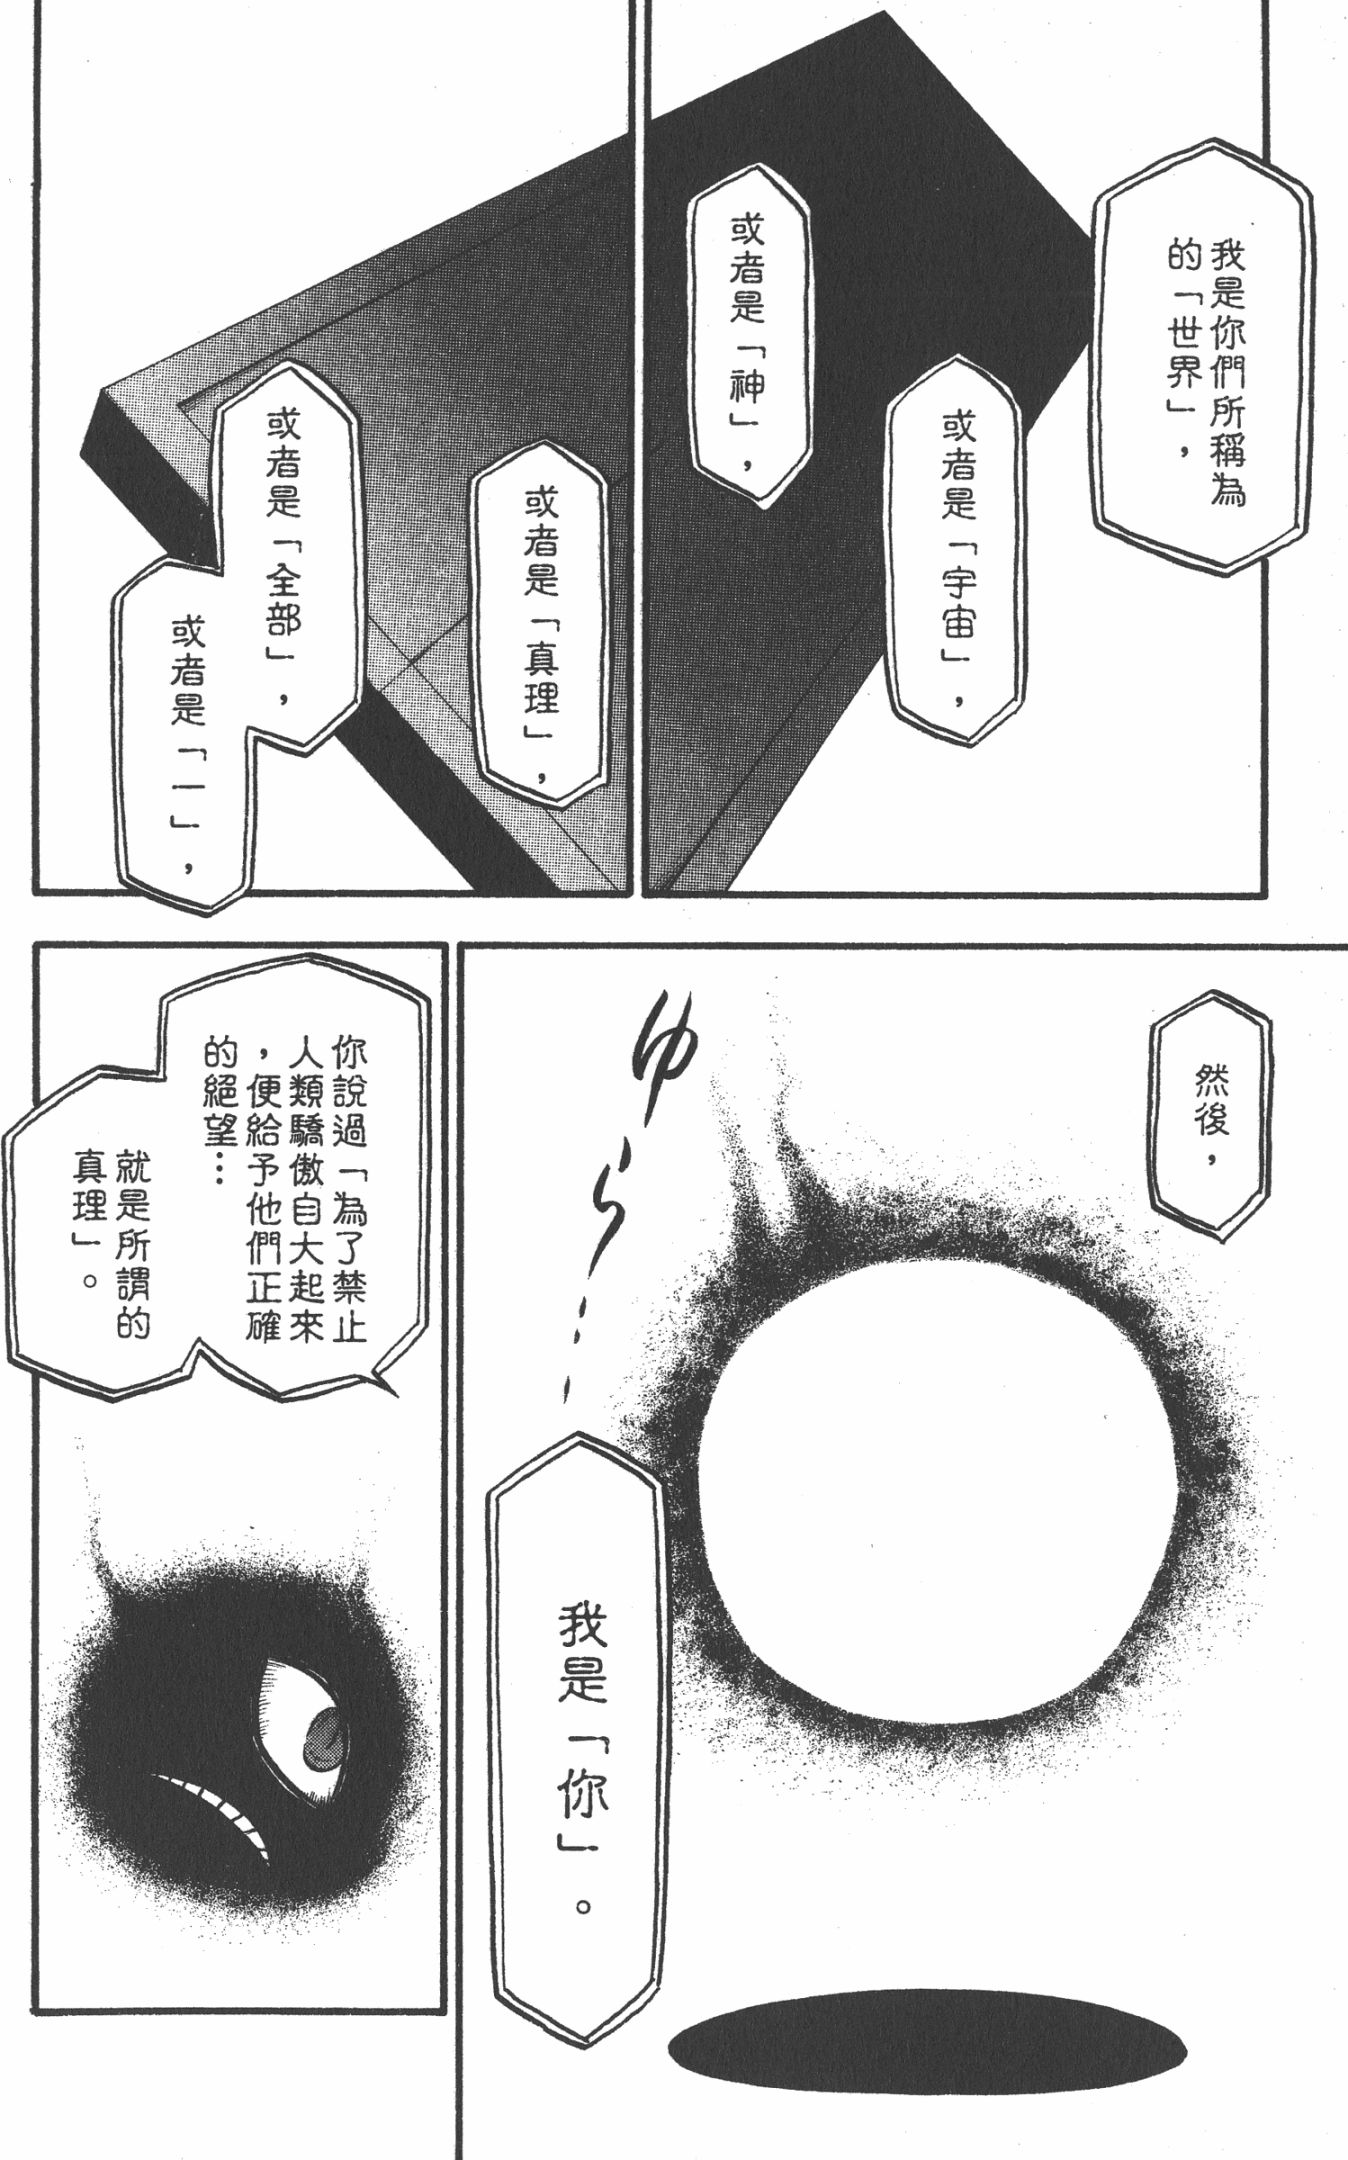 我是你們所稱為
的「世界」，
或者是「宇宙」，
或者是「神」，
或者是「真理」，
或者是「全部」，
或者是「一」，
然後，
ゆら
我是「你」。
你說過「為了禁止
人類驕傲自大起來
，便給予他們正確
的絕望…
就是所謂的
真理」。